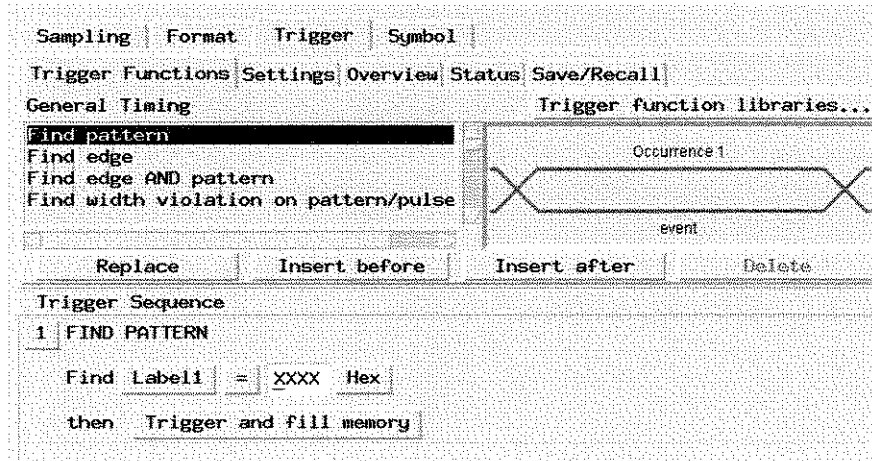 Sampling Format Trigger Symbol
Trigger Functions Settings Overview Status Save/Recall
General Timing Trigger function libraries...
Find pattern
Find edge
Find edge AND pattern
Find width violation on pattern/pulse
Occurrence 1
event
Replace Insert before Insert after Delete
Trigger Sequence
1 FIND PATTERN
Find Label1 = XXXX Hex
then Trigger and fill memory